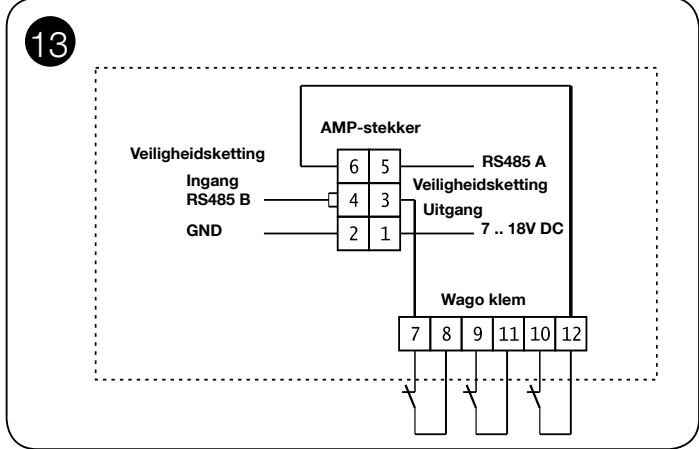 13
AMP-stekker
Veiligheidsketting
Ingang
6 5 RS485 A
RS485 B 4 3 Veiligheidsketting
Uitgang
GND 2 1 7 .. 18V DC
Wago klem
7 8 9 11 10 12